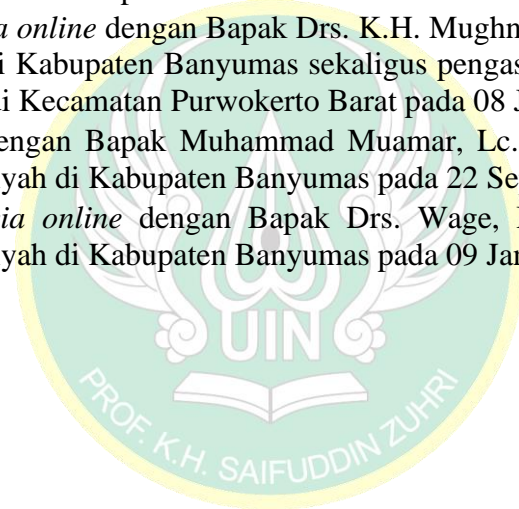 ia online dengan Bapak Drs. K.H. Mughn
i Kabupaten Banyumas sekaligus pengas
di Kecamatan Purwokerto Barat pada 08 J
engan Bapak Muhammad Muamar, Lc.
yah di Kabupaten Banyumas pada 22 Se
ia online dengan Bapak Drs. Wage,
yah di Kabupaten Banyumas pada 09 Jan
UIN
PROF. K.H. SAIFUDDIN ZUHRI